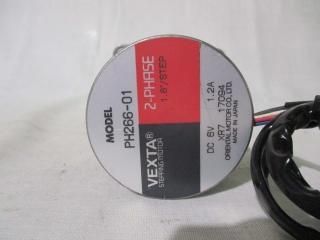 MODEL
PH266-01
2-PHASE
1.8°/STEP
VEXTA®
STEPPING MOTOR
DC 6V 1.2A
XR7 17094
ORIENTAL MOTOR CO., LTD.
MADE IN JAPAN